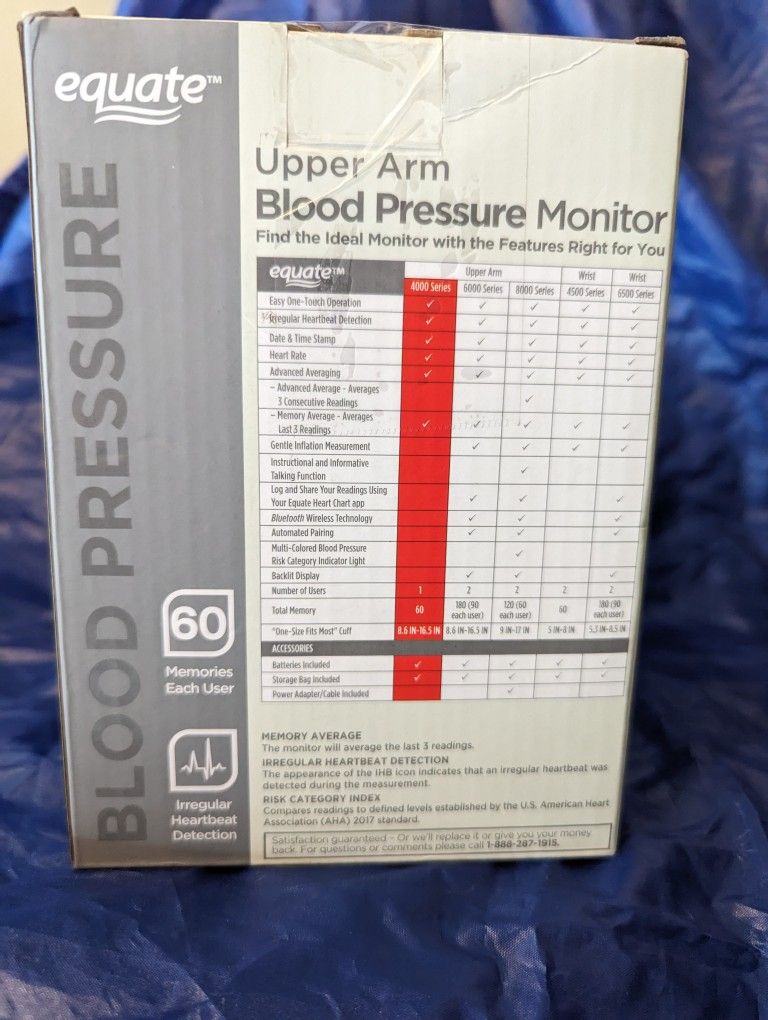 equate™
BLOOD PRESSURE
60
Memories
Each User
Irregular
Heartbeat
Detection
Upper Arm
Blood Pressure Monitor
Find the Ideal Monitor with the Features Right for You
equate™ Upper Arm Wrist Wrist
4000 Series 6000 Series 8000 Series 4500 Series 6500 Series
Easy One-Touch Operation ✓ ✓ ✓ ✓ ✓
Irregular Heartbeat Detection ✓ ✓ ✓ ✓ ✓
Date & Time Stamp ✓ ✓ ✓ ✓ ✓
Heart Rate ✓ ✓ ✓ ✓ ✓
Advanced Averaging ✓ ✓ ✓ ✓ ✓
– Advanced Average - Averages
3 Consecutive Readings ✓
– Memory Average - Averages
Last 3 Readings ✓ ✓ ✓ ✓ ✓
Gentle Inflation Measurement ✓ ✓ ✓ ✓
Instructional and Informative
Talking Function ✓
Log and Share Your Readings Using
Your Equate Heart Chart app ✓ ✓ ✓
Bluetooth Wireless Technology ✓ ✓ ✓
Automated Pairing ✓ ✓ ✓
Multi-Colored Blood Pressure
Risk Category Indicator Light ✓
Backlit Display ✓ ✓ ✓
Number of Users 1 2 2 2 2
Total Memory 60 180 (90 each user) 120 (60 each user) 60 180 (90 each user)
"One-Size Fits Most" Cuff 8.6 IN-16.5 IN 8.6 IN-16.5 IN 9 IN-17 IN 5 IN-8 IN 5.3 IN-8.5 IN
ACCESSORIES
Batteries Included ✓ ✓ ✓ ✓ ✓
Storage Bag Included ✓ ✓ ✓ ✓ ✓
Power Adapter/Cable Included ✓
MEMORY AVERAGE
The monitor will average the last 3 readings.
IRREGULAR HEARTBEAT DETECTION
The appearance of the IHB icon indicates that an irregular heartbeat was
detected during the measurement.
RISK CATEGORY INDEX
Compares readings to defined levels established by the U.S. American Heart
Association (AHA) 2017 standard.
Satisfaction guaranteed – Or we'll replace it or give you your money
back. For questions or comments please call 1-888-287-1915.